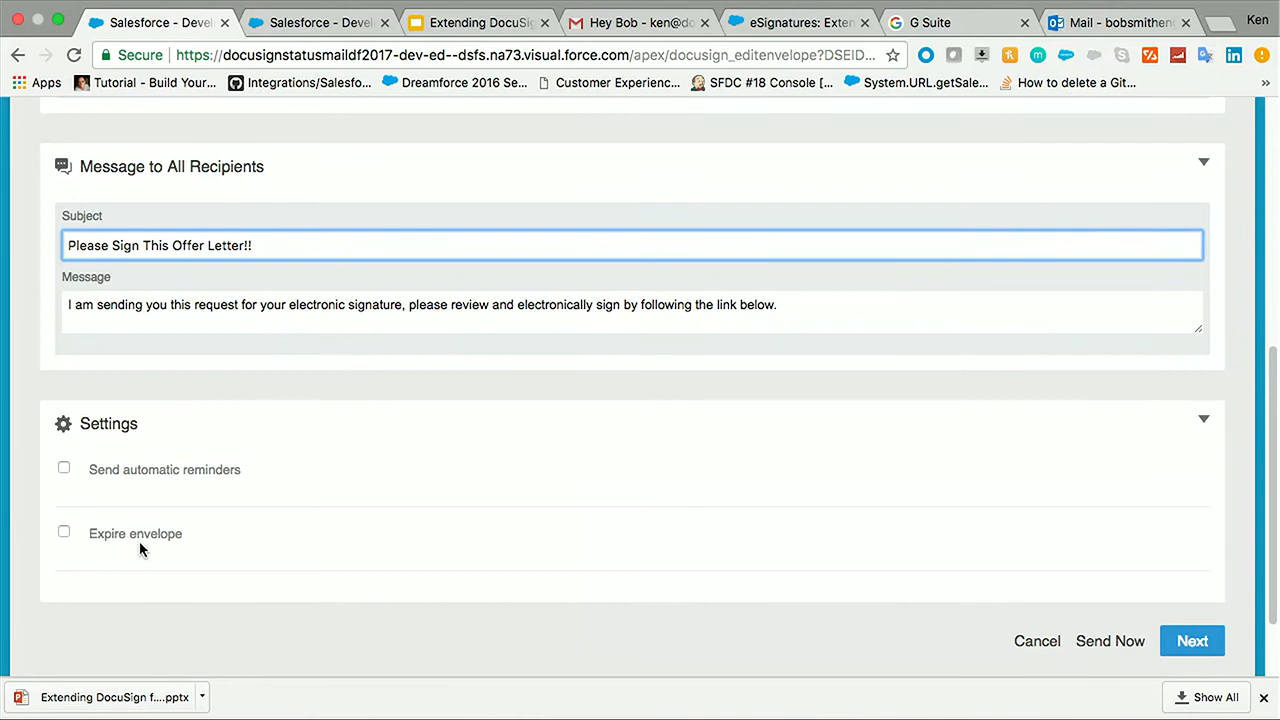 Salesforce - Devel
Salesforce - Devel
Extending DocuSig
Hey Bob - ken@do
eSignatures: Exte
G Suite
Mail - bobsmithen
Ken
Secure
https://docusignstatusmaildf2017-dev-ed--dsfs.na73.visual.force.com/apex/docusign_editenvelope?DSEID...
Apps
Tutorial - Build Your...
Integrations/Salesfo...
Dreamforce 2016 Se...
Customer Experienc...
SFDC #18 Console [...
System.URL.getSale...
How to delete a Git...
»
Message to All Recipients
Subject
Please Sign This Offer Letter!!
Message
I am sending you this request for your electronic signature, please review and electronically sign by following the link below.
Settings
Send automatic reminders
Expire envelope
Cancel
Send Now
Next
Extending DocuSign f....pptx
Show All